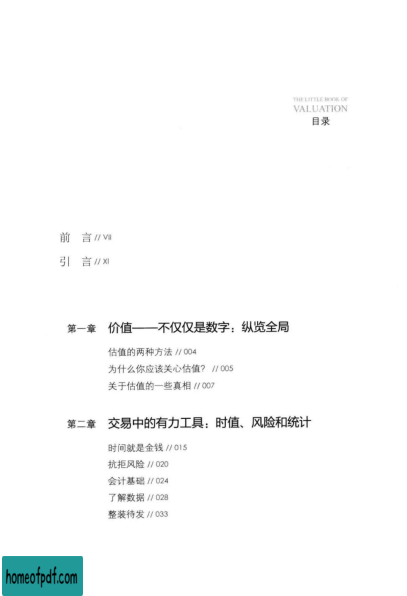 THE LITTLE BOOK OF
VALUATION
目录
前 言 // VII
引 言 // XI
第一章 价值——不仅仅是数字：纵览全局
估值的两种方法 // 004
为什么你应该关心估值？ // 005
关于估值的一些真相 // 007
第二章 交易中的有力工具：时值、风险和统计
时间就是金钱 // 015
抗拒风险 // 020
会计基础 // 024
了解数据 // 028
整装待发 // 033
homeofpdf.com